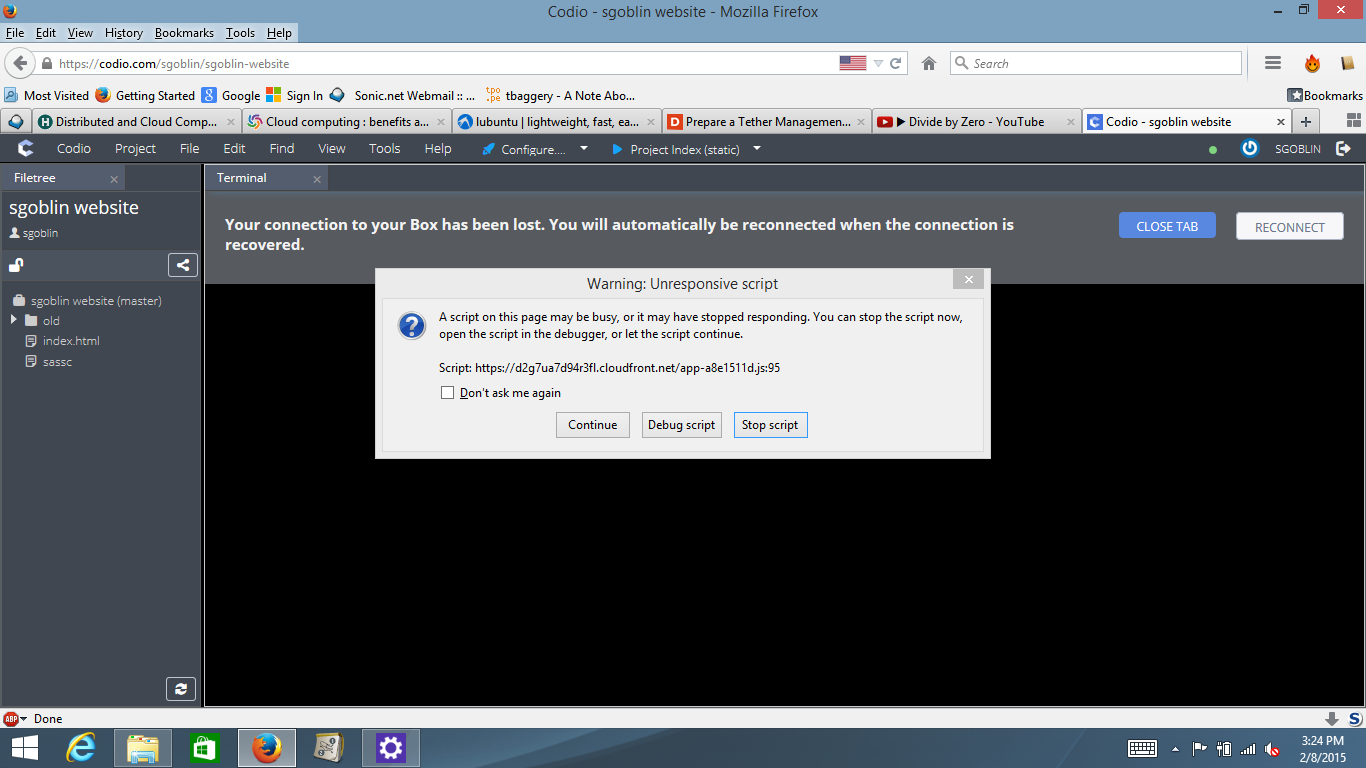 Codio - sgoblin website - Mozilla Firefox
File Edit View History Bookmarks Tools Help
https://codio.com/sgoblin/sgoblin-website
Search
Most Visited Getting Started Google Sign In Sonic.net Webmail :: ... tbaggery - A Note Abo... Bookmarks
Distributed and Cloud Comp... Cloud computing : benefits a... lubuntu | lightweight, fast, ea... Prepare a Tether Managemen... ▶ Divide by Zero - YouTube Codio - sgoblin website
Codio Project File Edit Find View Tools Help Configure.... Project Index (static) SGOBLIN
Filetree Terminal
sgoblin website
sgoblin
Your connection to your Box has been lost. You will automatically be reconnected when the connection is
recovered.
CLOSE TAB RECONNECT
sgoblin website (master)
old
index.html
sassc
Warning: Unresponsive script
A script on this page may be busy, or it may have stopped responding. You can stop the script now,
open the script in the debugger, or let the script continue.
Script: https://d2g7ua7d94r3fl.cloudfront.net/app-a8e1511d.js:95
Don't ask me again
Continue Debug script Stop script
ABP Done
3:24 PM
2/8/2015